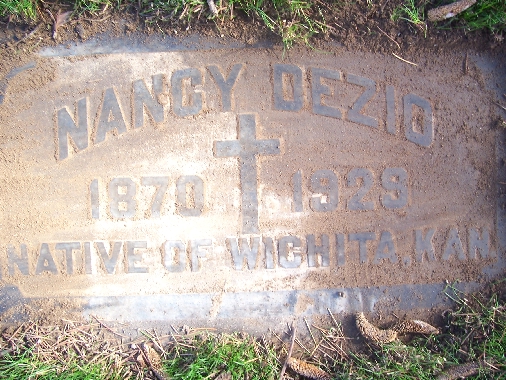 NANCY DEZIO
1870 1929
NATIVE OF WICHITA, KAN